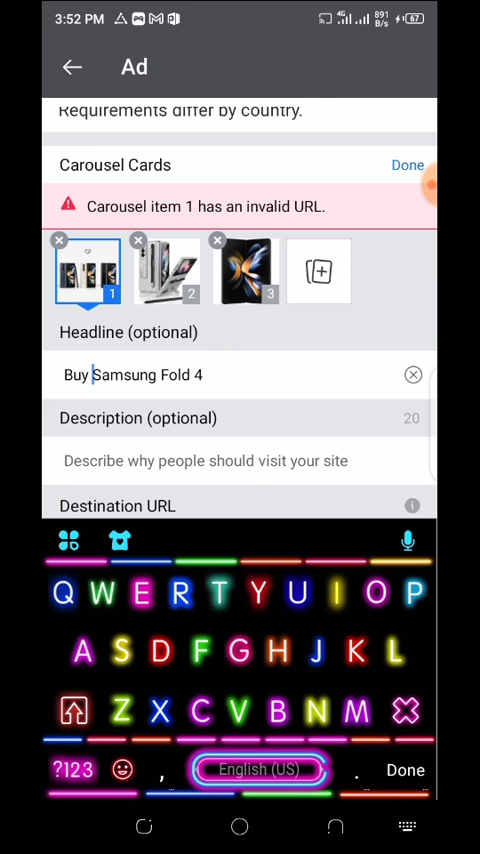 3:52 PM
4G
891 B/s
67
Ad
Requirements differ by country.
Carousel Cards
Done
Carousel item 1 has an invalid URL.
1
2
3
Headline (optional)
Buy Samsung Fold 4
Description (optional)
20
Describe why people should visit your site
Destination URL
Q W E R T Y U I O P
A S D F G H J K L
Z X C V B N M
?123
,
English (US)
.
Done